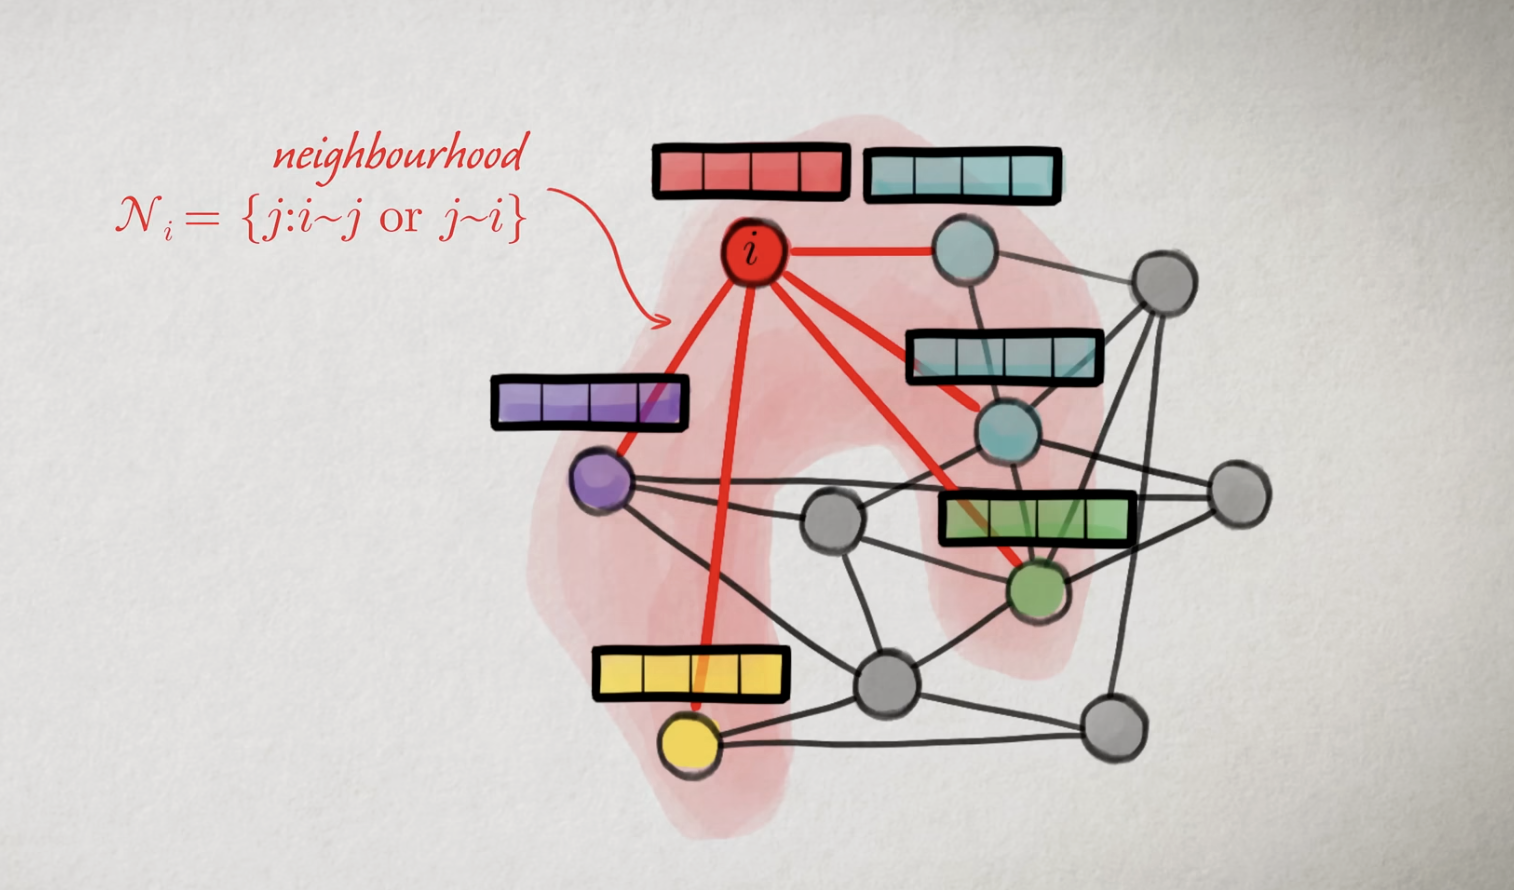 neighbourhood
𝒩ᵢ = {j:i~j or j~i}
i